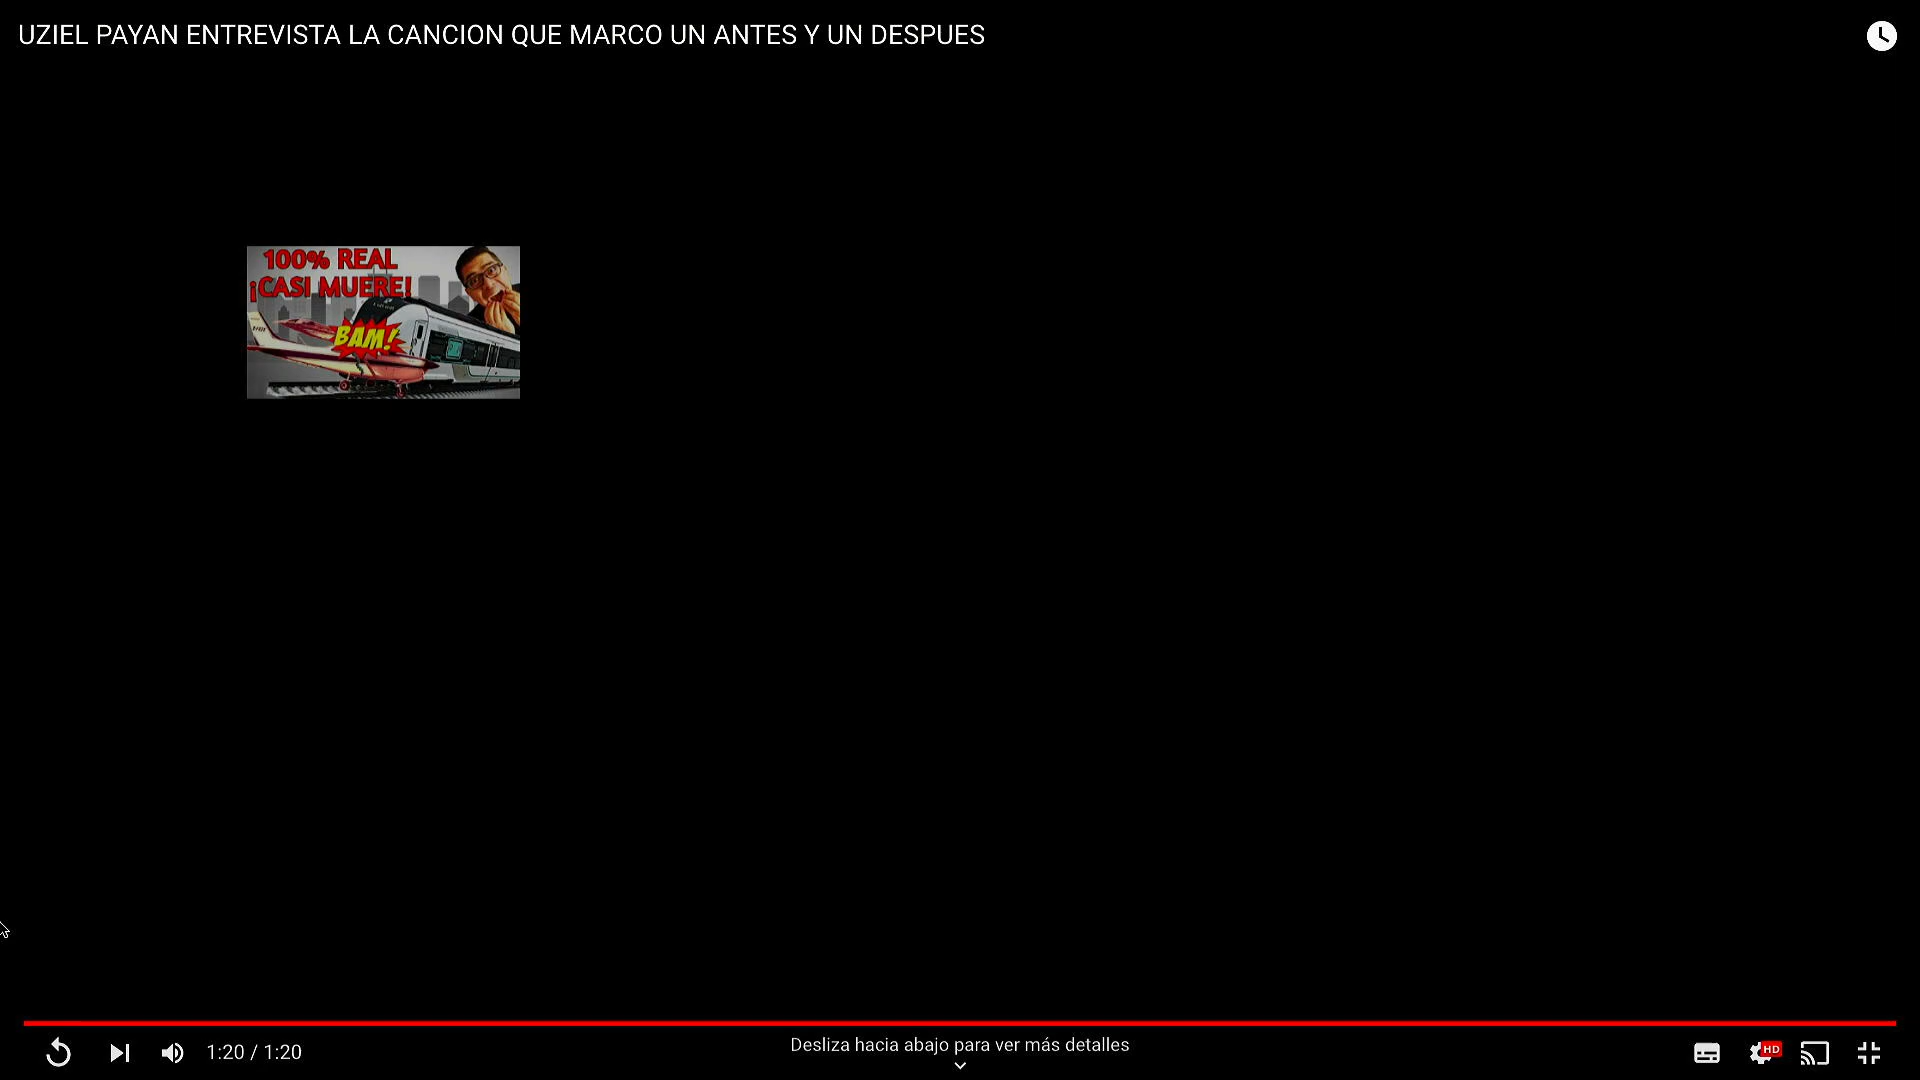 UZIEL PAYAN ENTREVISTA LA CANCION QUE MARCO UN ANTES Y UN DESPUES
100% REAL
¡CASI MUERE!
BAM!
1:20 / 1:20
Desliza hacia abajo para ver más detalles
HD